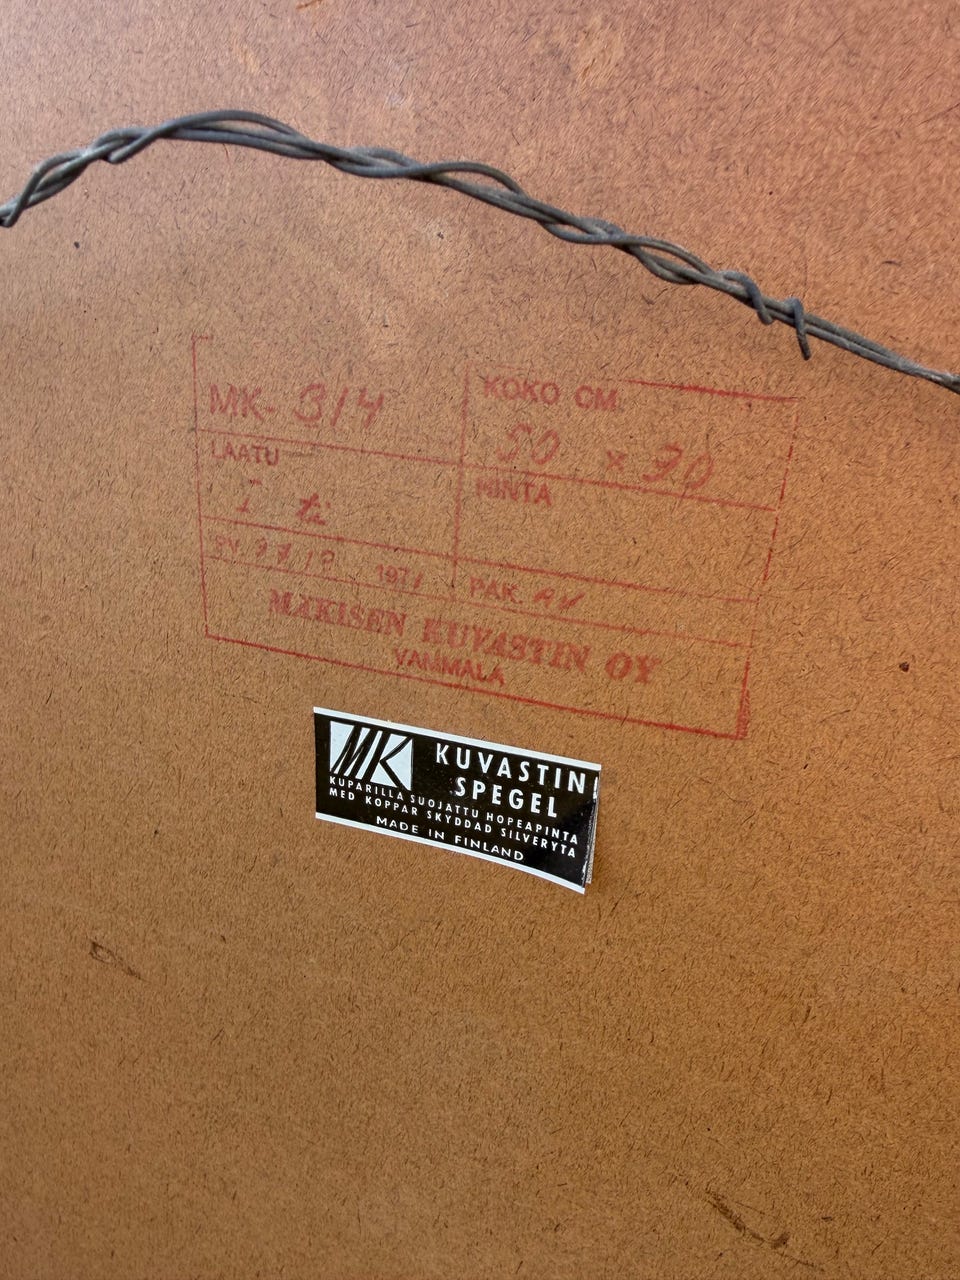 MK- 314
KOKO CM
50 x 30
LAATU
I
HINTA
197
PAK.
MÄKISEN KUVASTIN OY
VAMMALA
MK KUVASTIN
SPEGEL
KUPARILLA SUOJATTU HOPEAPINTA
MED KOPPAR SKYDDAD SILVERYTA
MADE IN FINLAND